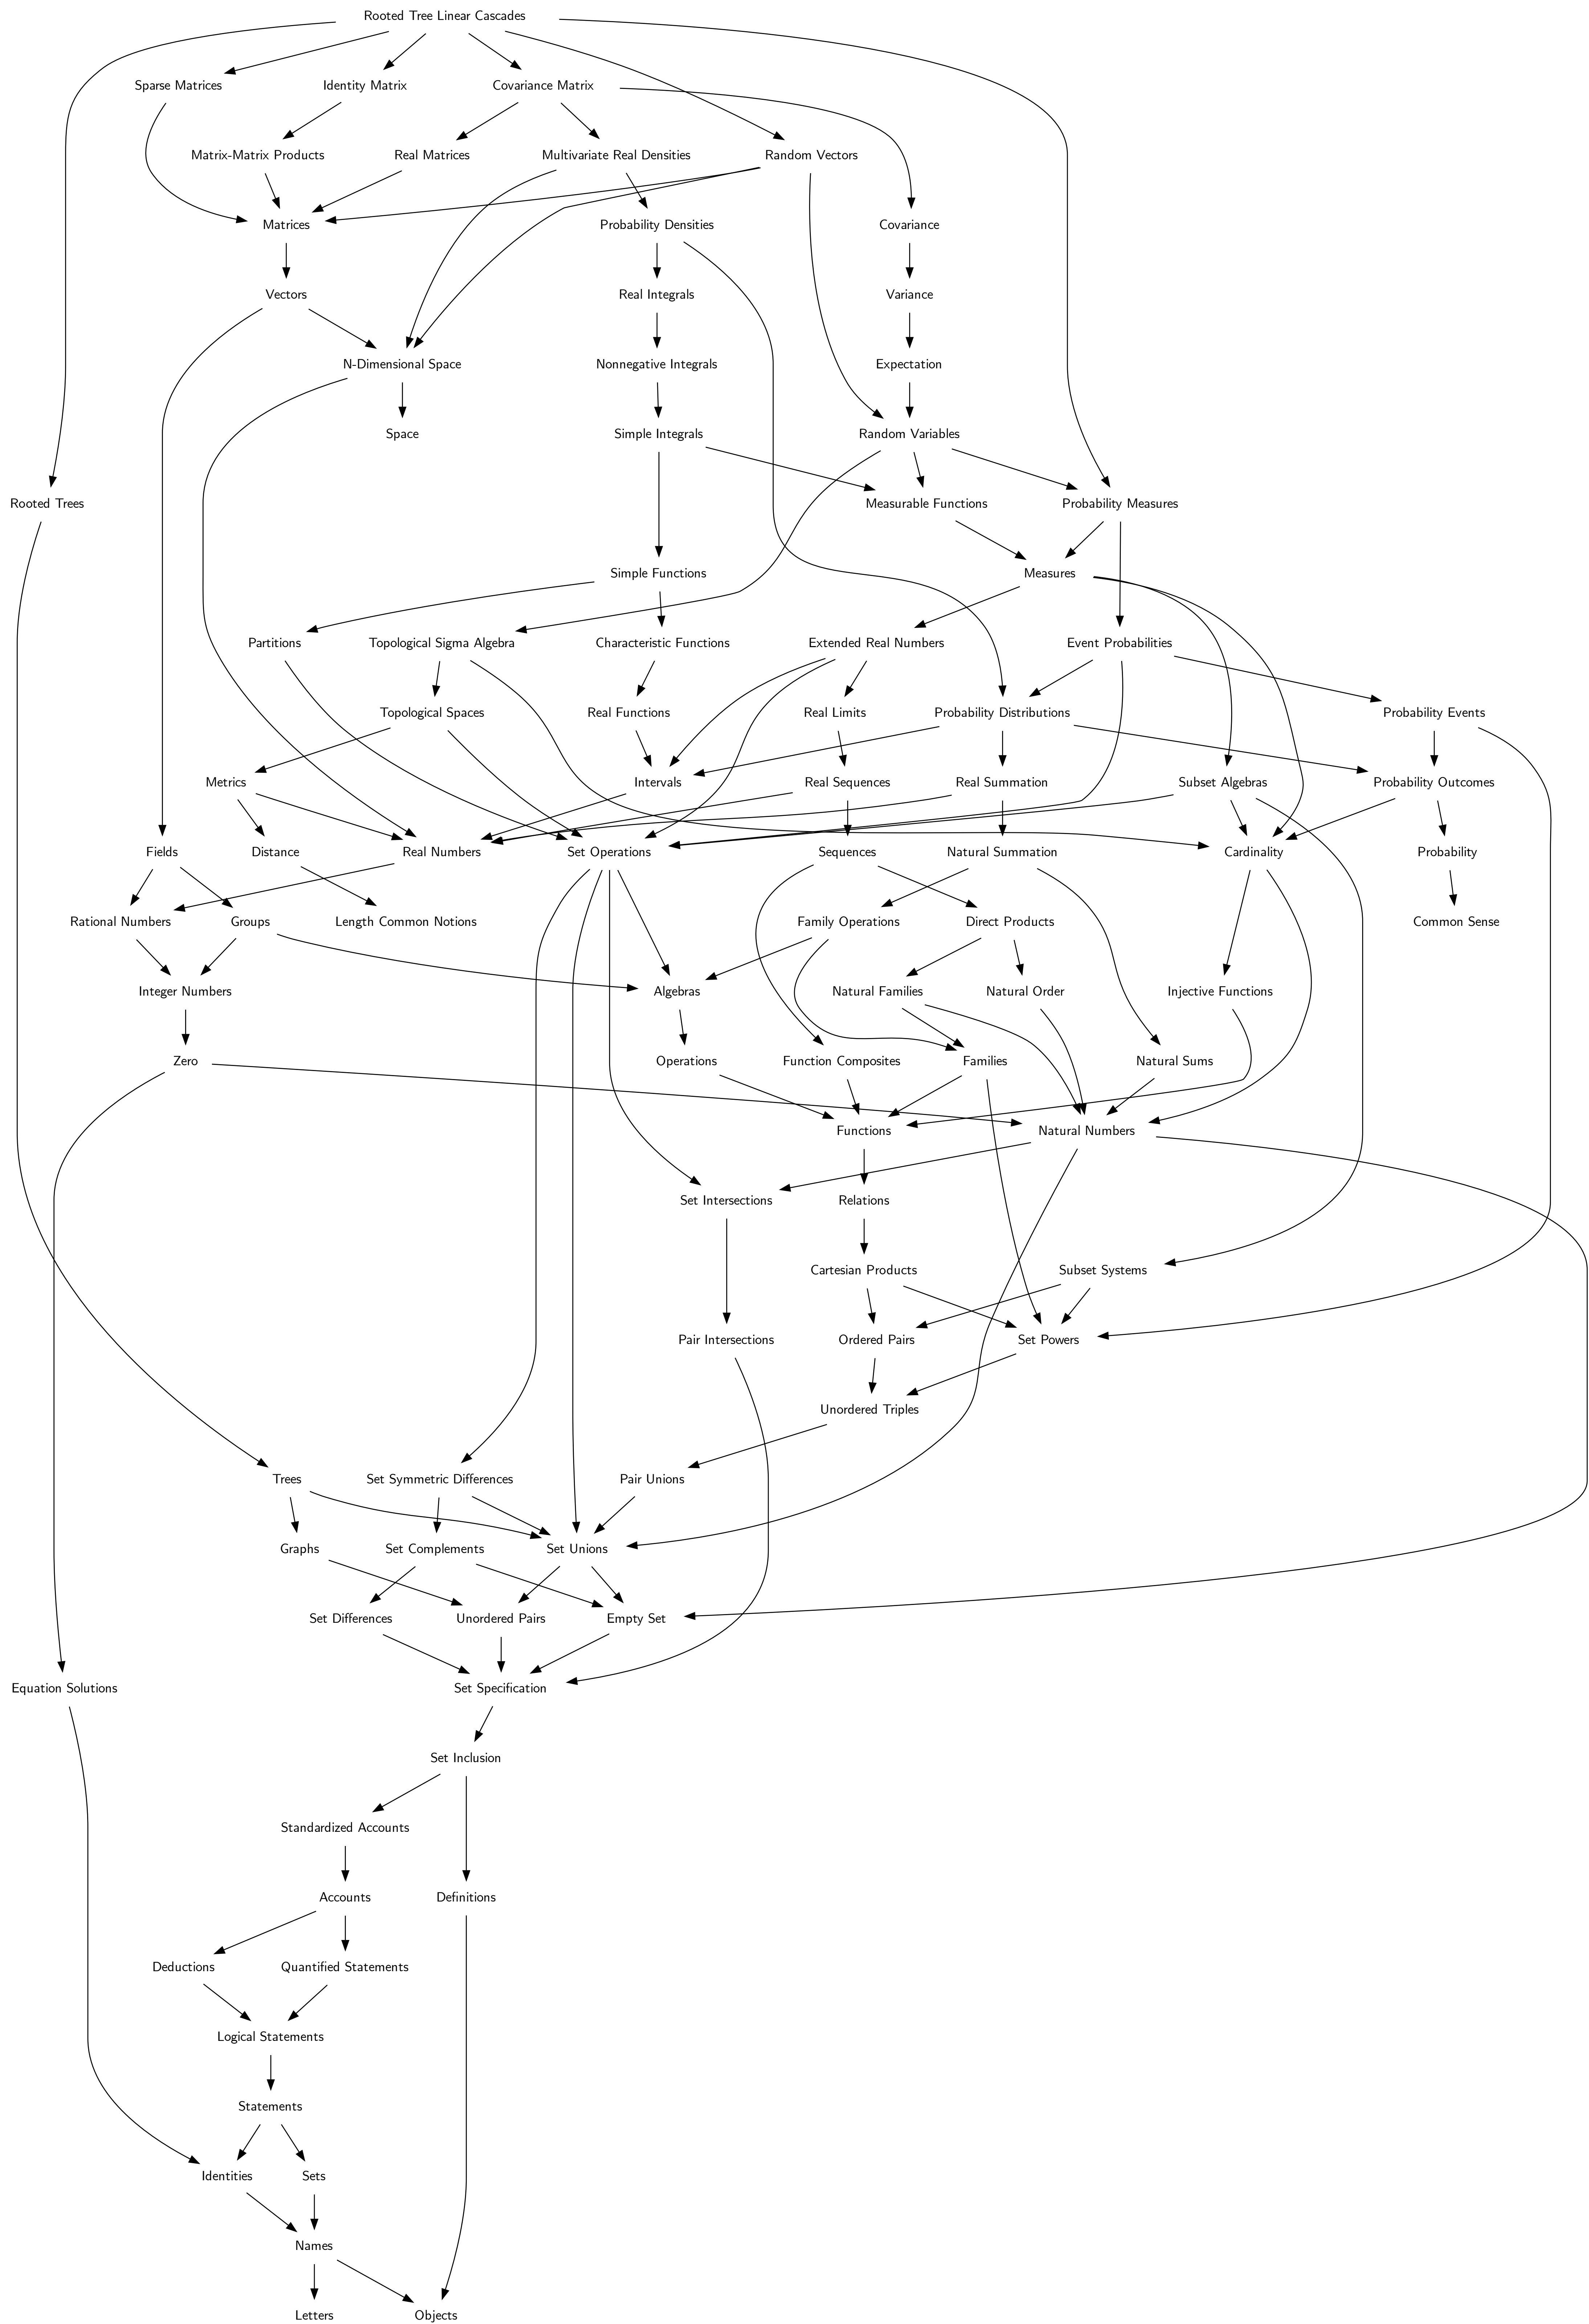 Rooted Tree Linear Cascades
Sparse Matrices
Identity Matrix
Covariance Matrix
Matrix-Matrix Products
Real Matrices
Multivariate Real Densities
Random Vectors
Matrices
Probability Densities
Covariance
Vectors
Real Integrals
Variance
N-Dimensional Space
Nonnegative Integrals
Expectation
Space
Simple Integrals
Random Variables
Rooted Trees
Measurable Functions
Probability Measures
Simple Functions
Measures
Partitions
Topological Sigma Algebra
Characteristic Functions
Extended Real Numbers
Event Probabilities
Topological Spaces
Real Functions
Real Limits
Probability Distributions
Probability Events
Metrics
Intervals
Real Sequences
Real Summation
Subset Algebras
Probability Outcomes
Fields
Distance
Real Numbers
Set Operations
Sequences
Natural Summation
Cardinality
Probability
Rational Numbers
Groups
Length Common Notions
Family Operations
Direct Products
Common Sense
Integer Numbers
Algebras
Natural Families
Natural Order
Injective Functions
Zero
Operations
Function Composites
Families
Natural Sums
Functions
Natural Numbers
Set Intersections
Relations
Cartesian Products
Subset Systems
Pair Intersections
Ordered Pairs
Set Powers
Unordered Triples
Trees
Set Symmetric Differences
Pair Unions
Graphs
Set Complements
Set Unions
Set Differences
Unordered Pairs
Empty Set
Equation Solutions
Set Specification
Set Inclusion
Standardized Accounts
Accounts
Definitions
Deductions
Quantified Statements
Logical Statements
Statements
Identities
Sets
Names
Letters
Objects